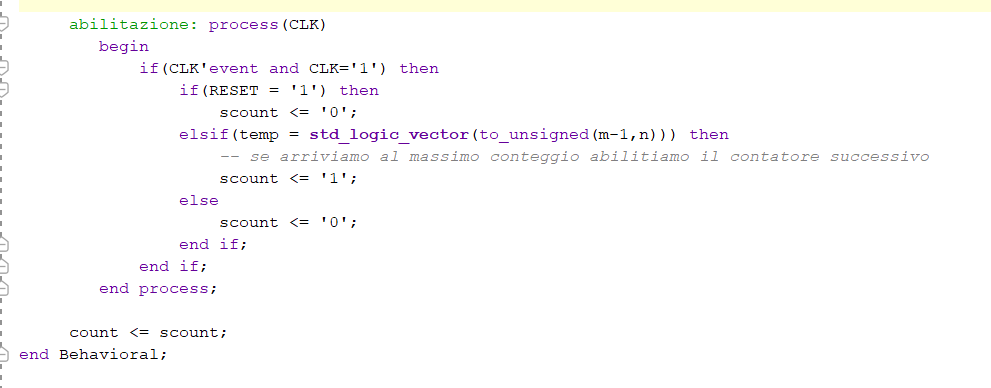 abilitazione: process(CLK)
begin
if(CLK'event and CLK='1') then
if(RESET = '1') then
scount <= '0';
elsif(temp = std_logic_vector(to_unsigned(m-1,n))) then
-- se arriviamo al massimo conteggio abilitiamo il contatore successivo
scount <= '1';
else
scount <= '0';
end if;
end if;
end process;
count <= scount;
end Behavioral;